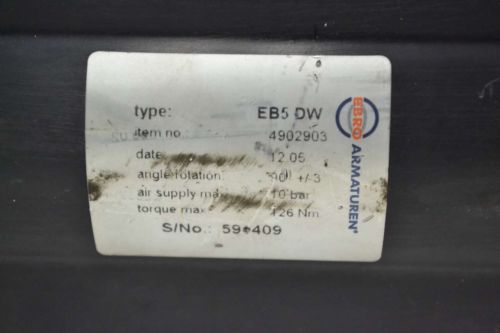 type: EB5 DW
item no.: 4902903
date 12.06
angle rotation: +/-3
air supply max 10 bar
torque max 126 Nm
S/No.:
EBRO
ARMATUREN®